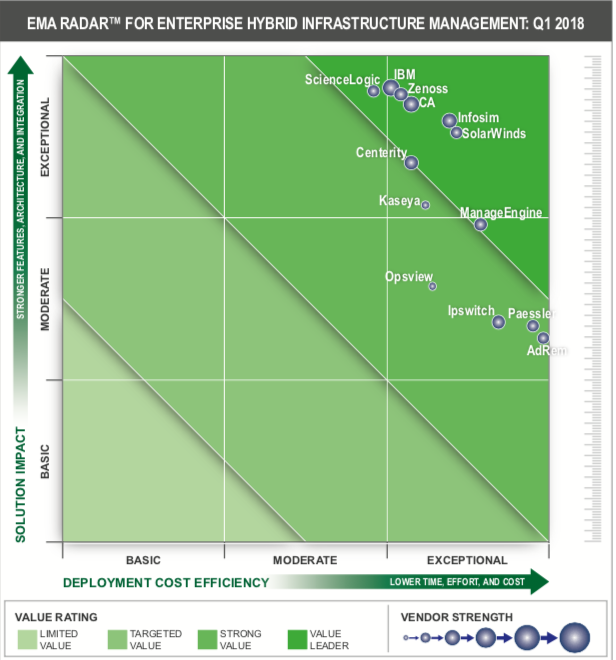 EMA RADAR™ FOR ENTERPRISE HYBRID INFRASTRUCTURE MANAGEMENT: Q1 2018
STRONGER FEATURES, ARCHITECTURE, AND INTEGRATION
SOLUTION IMPACT
EXCEPTIONAL
MODERATE
BASIC
ScienceLogic
IBM
Zenoss
CA
Infosim
SolarWinds
Centerity
Kaseya
ManageEngine
Opsview
Ipswitch
Paessler
AdRem
BASIC MODERATE EXCEPTIONAL
DEPLOYMENT COST EFFICIENCY
LOWER TIME, EFFORT, AND COST
VALUE RATING
LIMITED
VALUE
TARGETED
VALUE
STRONG
VALUE
VALUE
LEADER
VENDOR STRENGTH